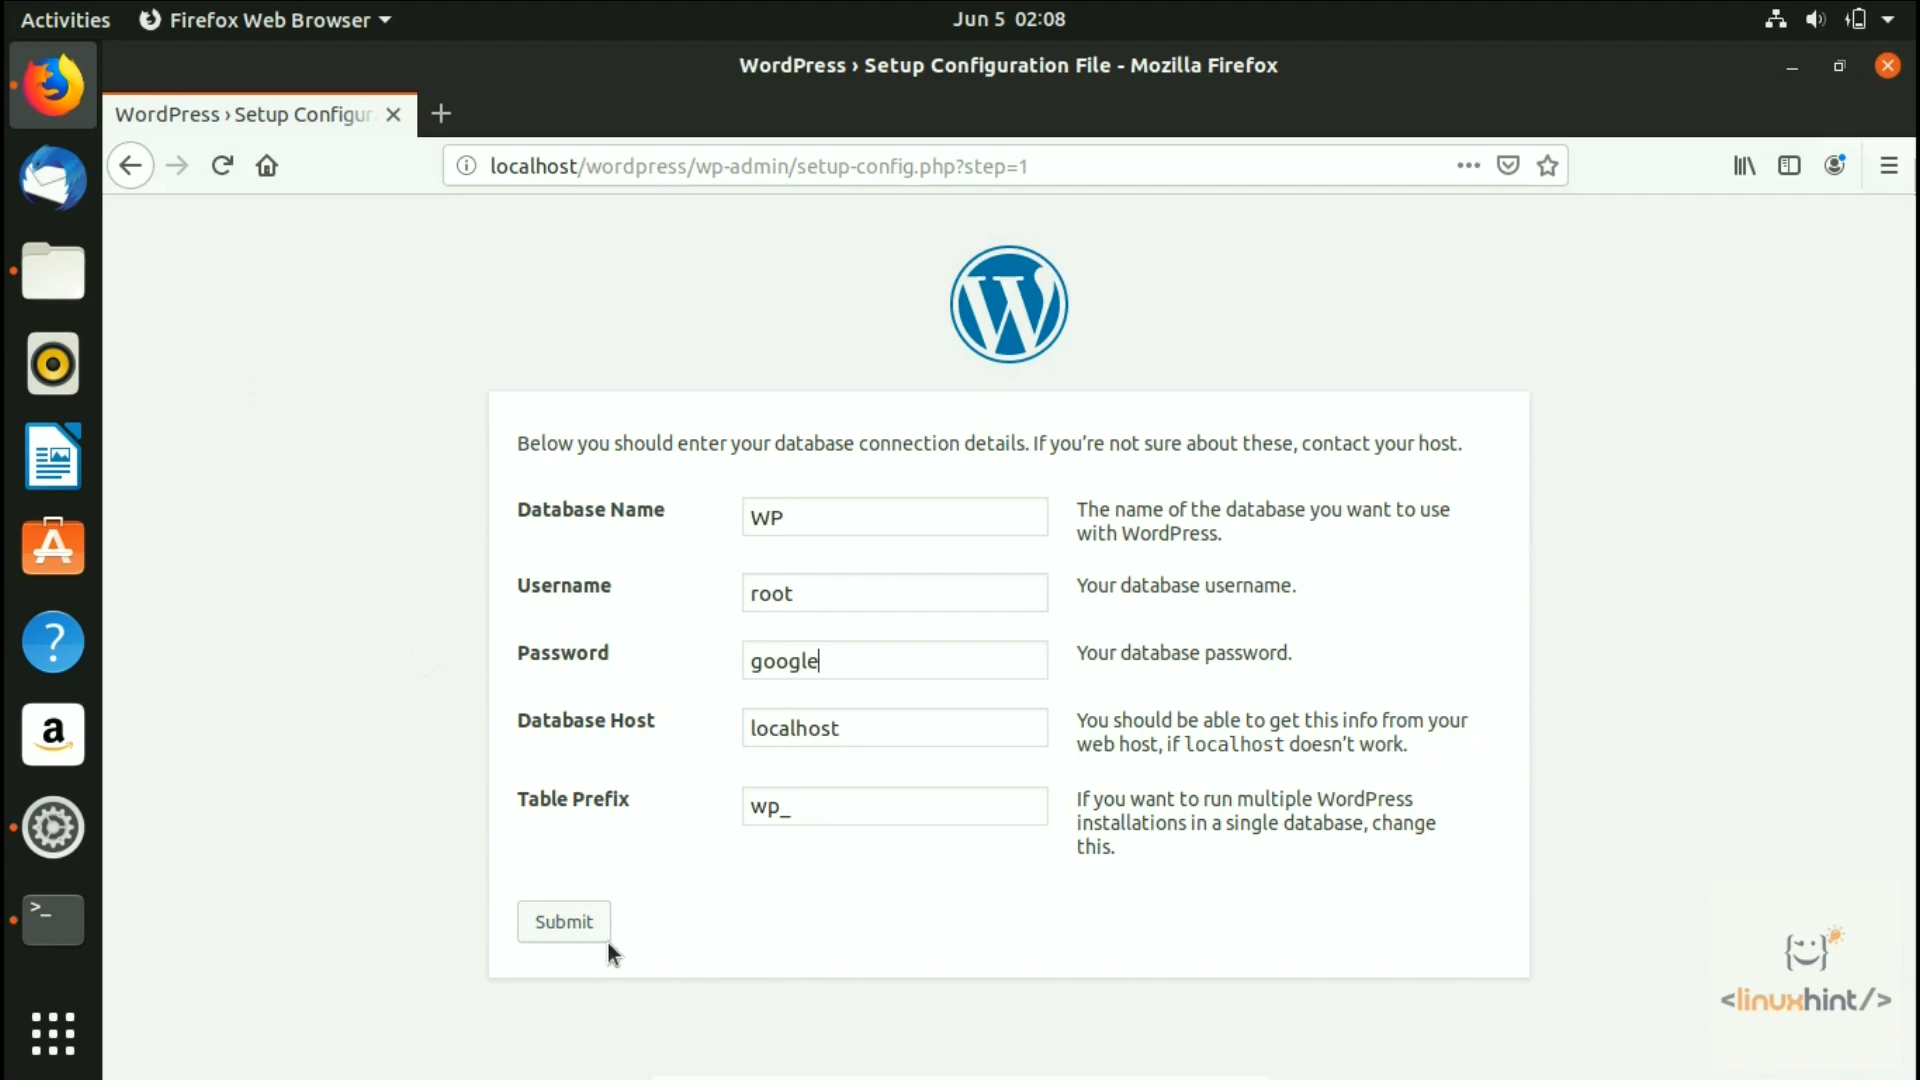 Activities
Firefox Web Browser
Jun 5 02:08
WordPress › Setup Configuration File - Mozilla Firefox
WordPress › Setup Configur
localhost/wordpress/wp-admin/setup-config.php?step=1
W
Below you should enter your database connection details. If you’re not sure about these, contact your host.
Database Name
WP
The name of the database you want to use
with WordPress.
Username
root
Your database username.
Password
google
Your database password.
Database Host
localhost
You should be able to get this info from your
web host, if localhost doesn’t work.
Table Prefix
wp_
If you want to run multiple WordPress
installations in a single database, change
this.
Submit
a
>_
<linuxhint/>